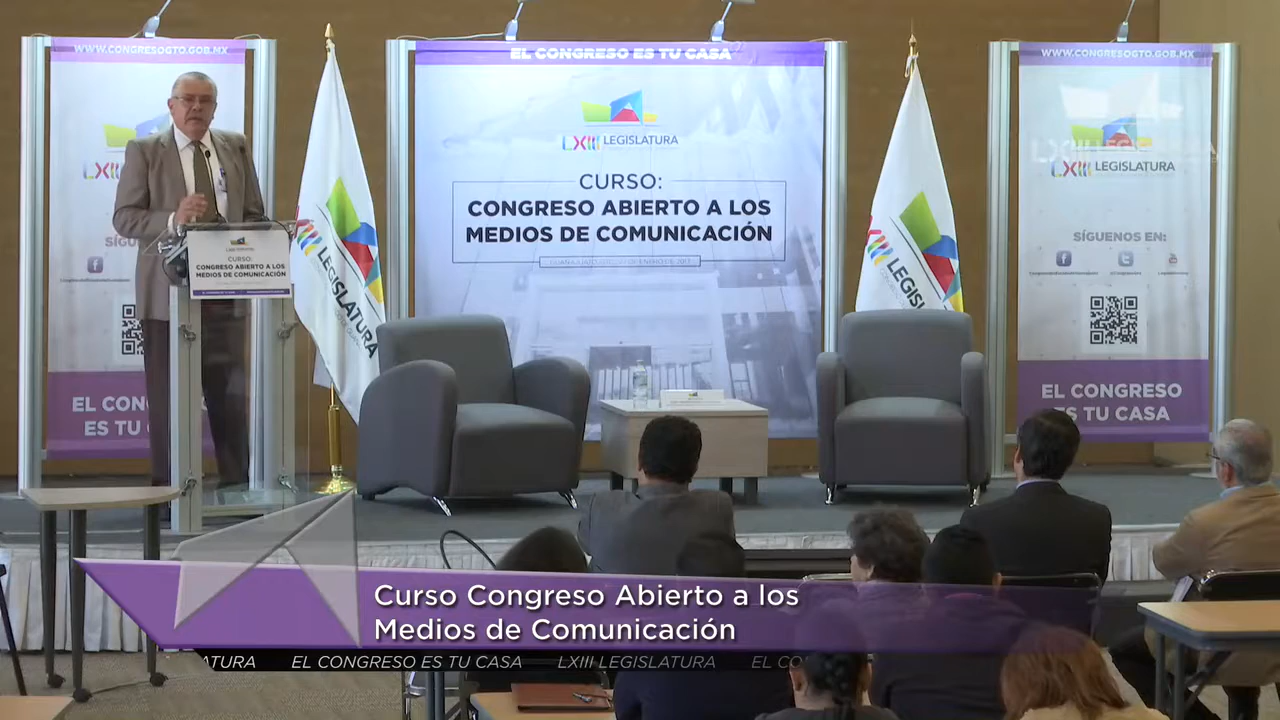 WWW.CONGRESOGTO.GOB.MX
LXIII
EL CON
ES TU
CURSO:
CONGRESO ABIERTO A LOS
MEDIOS DE COMUNICACIÓN
LEGISLATURA
EL CONGRESO ES TU CASA
LXIII LEGISLATURA
CURSO:
CONGRESO ABIERTO A LOS
MEDIOS DE COMUNICACIÓN
LEGIS
WWW.CONGRESOGTO.GOB.MX
LXIII LEGISLATURA
SÍGUENOS EN:
EL CONGRESO
ES TU CASA
Curso Congreso Abierto a los
Medios de Comunicación
ATURA EL CONGRESO ES TU CASA LXIII LEGISLATURA EL CO